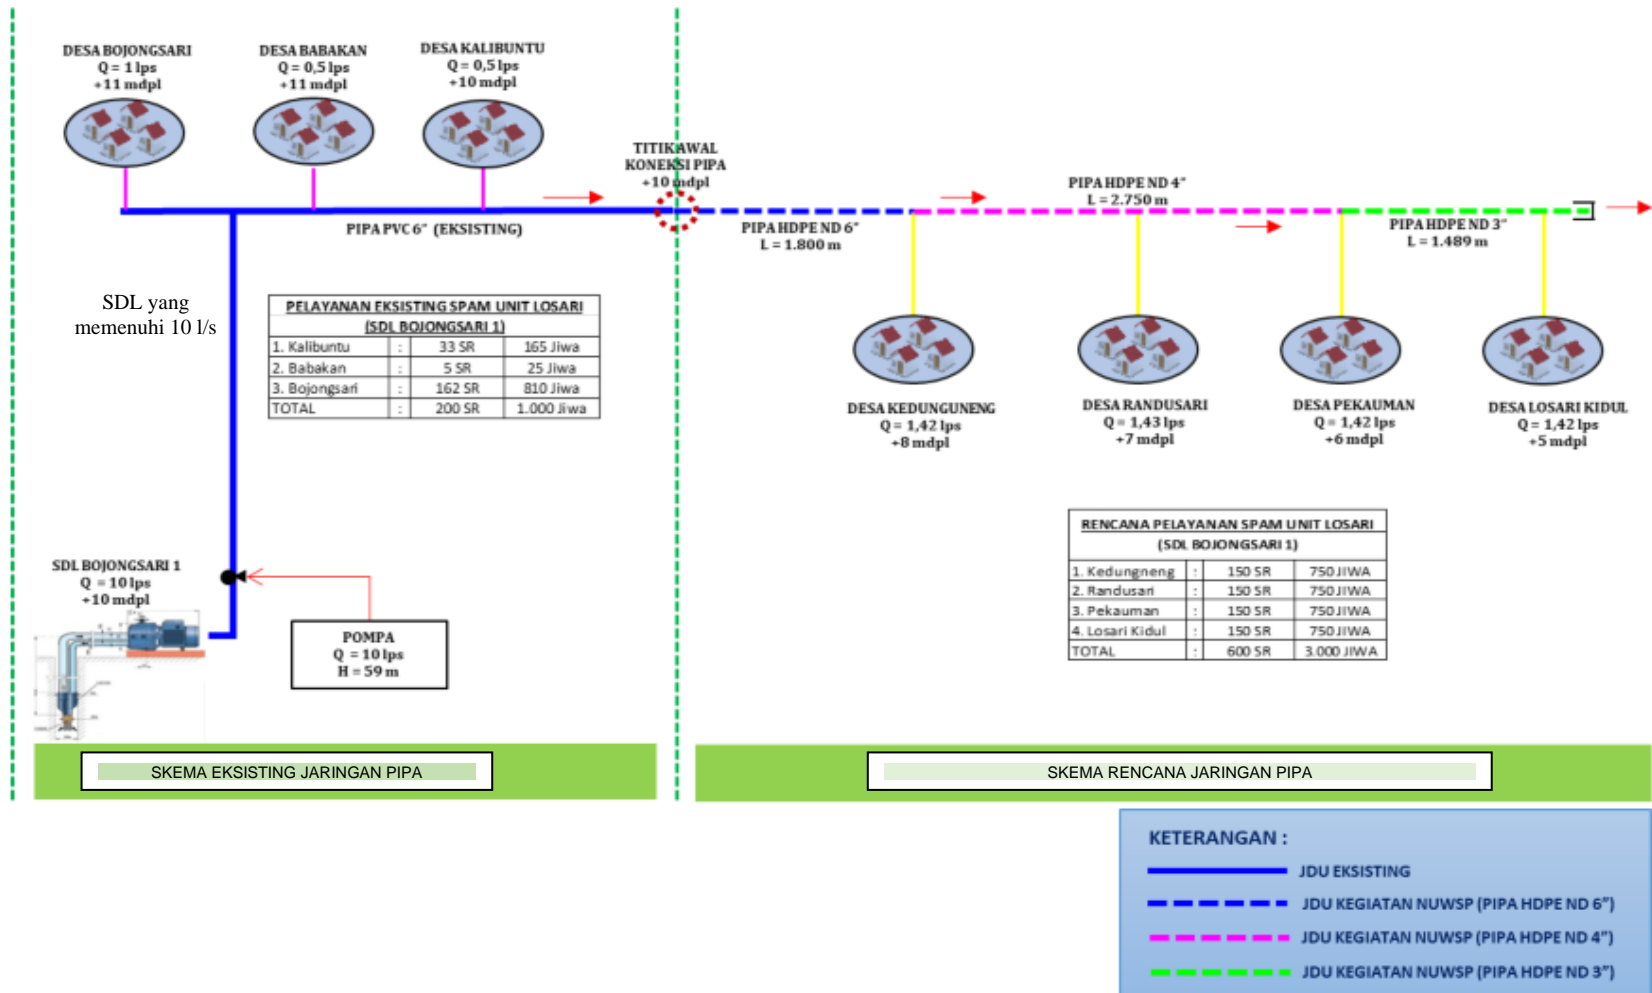 DESA BOJONGSARI
Q = 1 lps
+11 mdpl
DESA BABAKAN
Q = 0,5 lps
+11 mdpl
DESA KALIBUNTU
Q = 0,5 lps
+10 mdpl
TITIK AWAL
KONEKSI PIPA
+10 mdpl
PIPA PVC 6" (EKSISTING)
PIPA HDPE ND 6"
L = 1.800 m
PIPA HDPE ND 4"
L = 2.750 m
PIPA HDPE ND 3"
L = 1.489 m
SDL yang
memenuhi 10 l/s
PELAYANAN EKSISTING SPAM UNIT LOSARI
(SDL BOJONGSARI 1)
1. Kalibuntu : 33 SR 165 Jiwa
2. Babakan : 5 SR 25 Jiwa
3. Bojongsari : 162 SR 810 Jiwa
TOTAL : 200 SR 1.000 Jiwa
DESA KEDUNGUNENG
Q = 1,42 lps
+8 mdpl
DESA RANDUSARI
Q = 1,43 lps
+7 mdpl
DESA PEKAUMAN
Q = 1,42 lps
+6 mdpl
DESA LOSARI KIDUL
Q = 1,42 lps
+5 mdpl
RENCANA PELAYANAN SPAM UNIT LOSARI
(SDL BOJONGSARI 1)
1. Kedungneng : 150 SR 750 JIWA
2. Randusari : 150 SR 750 JIWA
3. Pekauman : 150 SR 750 JIWA
4. Losari Kidul : 150 SR 750 JIWA
TOTAL : 600 SR 3.000 JIWA
SDL BOJONGSARI 1
Q = 10 lps
+10 mdpl
POMPA
Q = 10 lps
H = 59 m
SKEMA EKSISTING JARINGAN PIPA
SKEMA RENCANA JARINGAN PIPA
KETERANGAN :
JDU EKSISTING
JDU KEGIATAN NUWSP (PIPA HDPE ND 6")
JDU KEGIATAN NUWSP (PIPA HDPE ND 4")
JDU KEGIATAN NUWSP (PIPA HDPE ND 3")